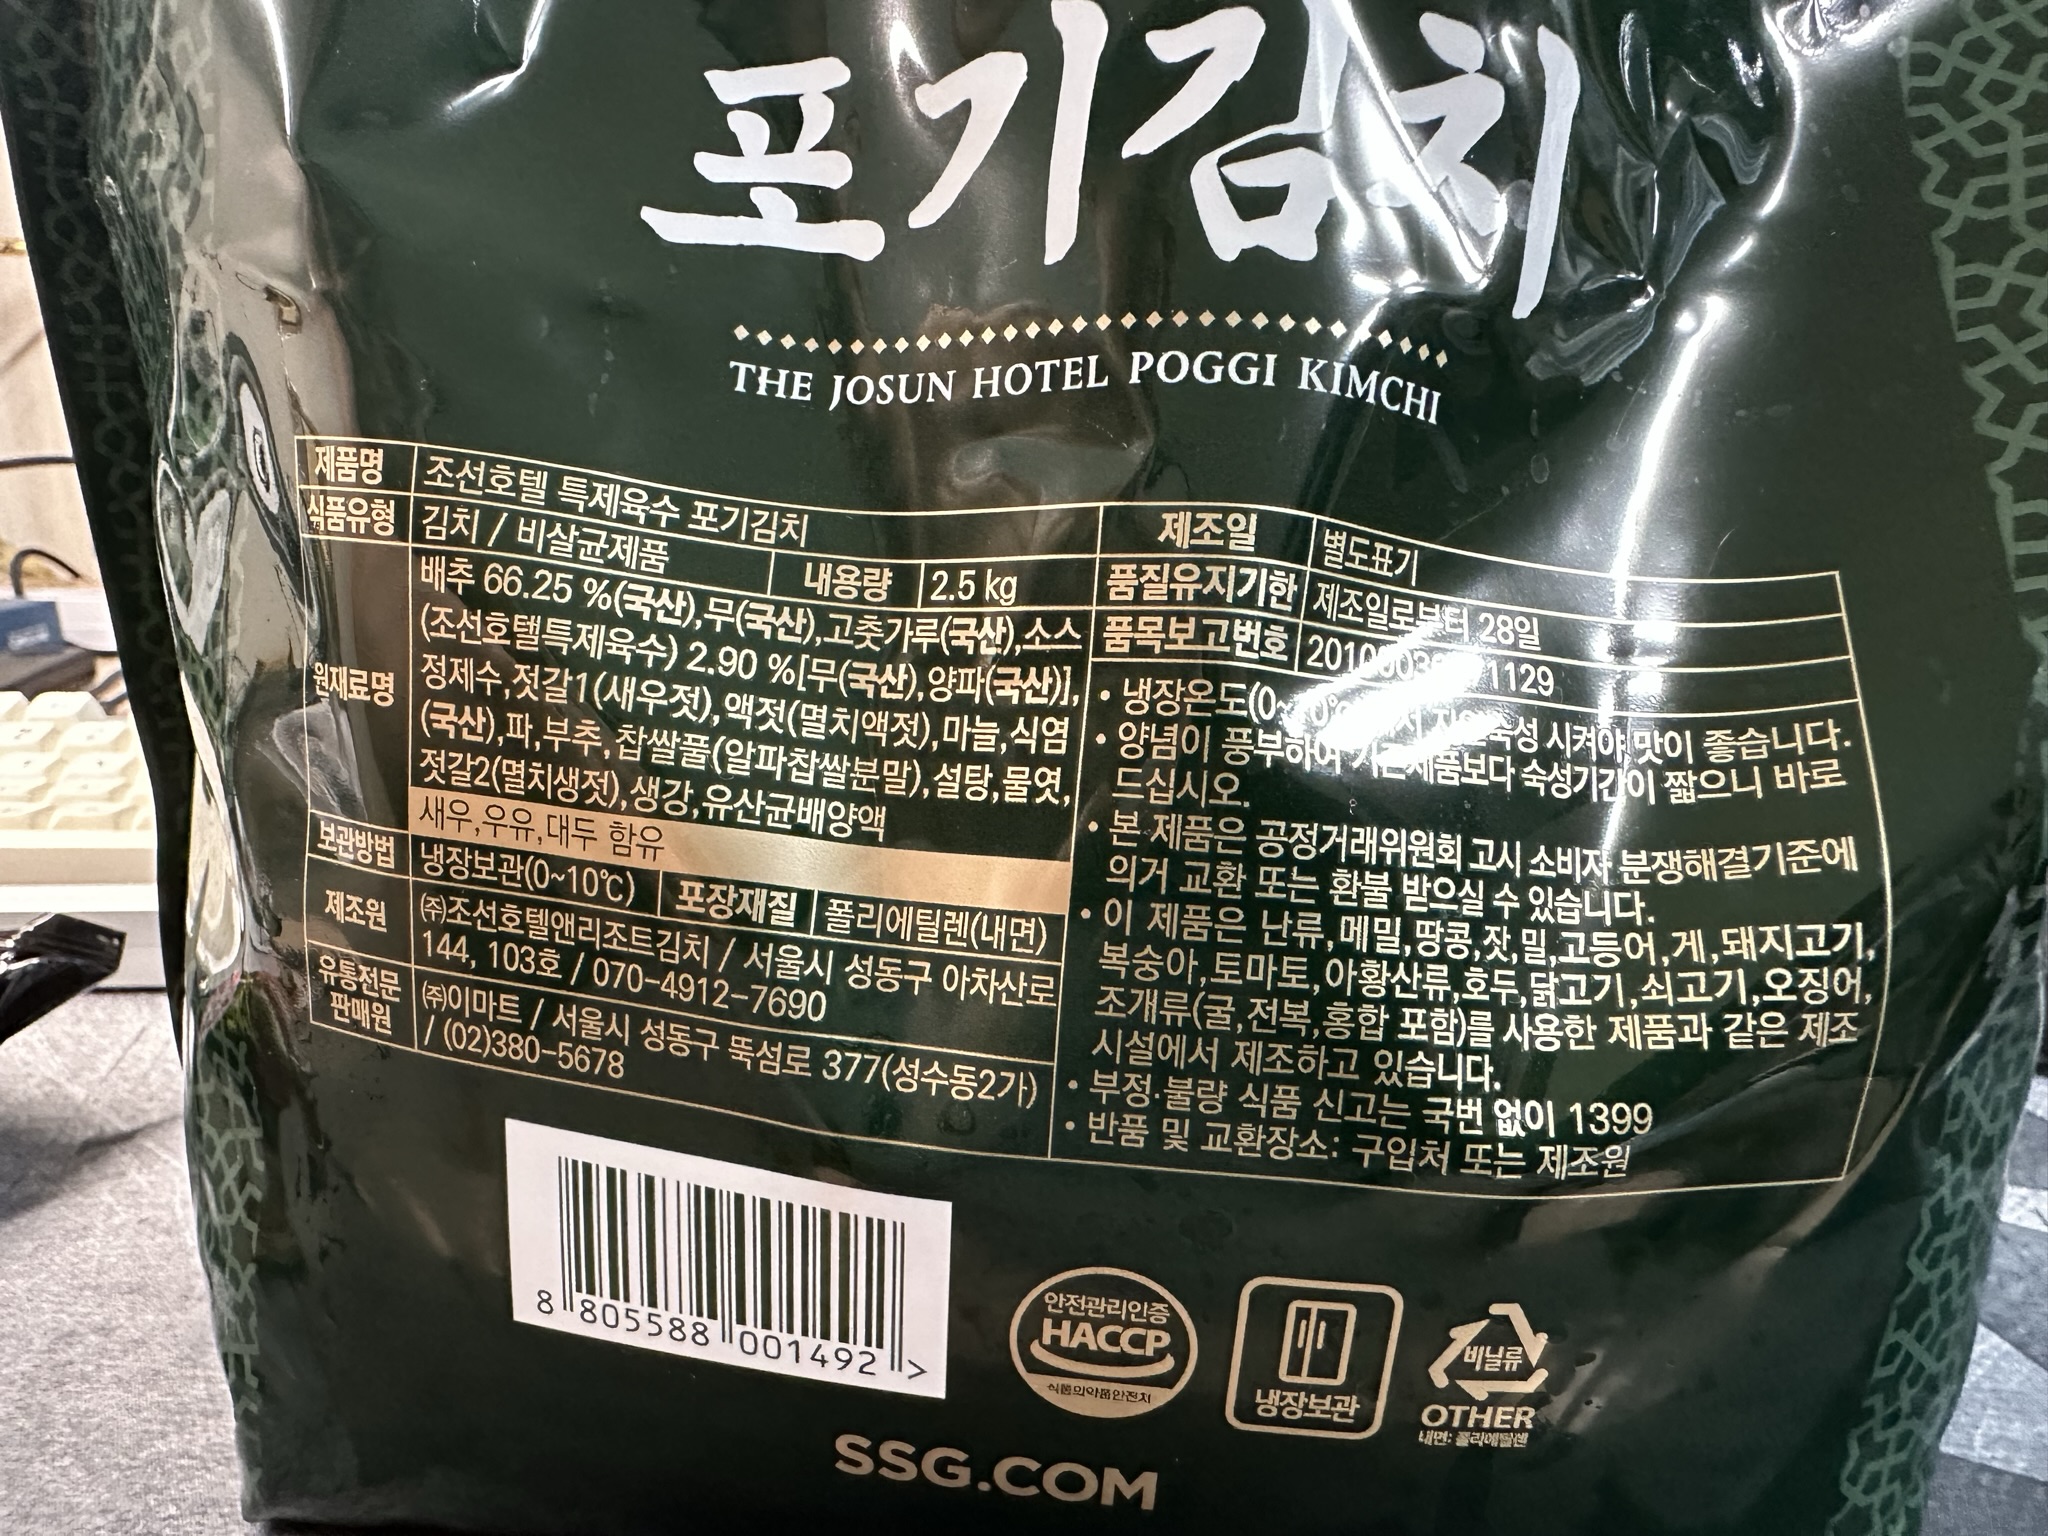 포기김치
THE JOSUN HOTEL POGGI KIMCHI
제품명 조선호텔 특제육수 포기김치
식품유형 김치 / 비살균제품 내용량 2.5 kg
원재료명
배추 66.25 %(국산),무(국산),고춧가루(국산),소스
(조선호텔특제육수) 2.90 %[무(국산),양파(국산)],
정제수,젓갈1(새우젓),액젓(멸치액젓),마늘,식염
(국산),파,부추,찹쌀풀(알파찹쌀분말),설탕,물엿,
젓갈2(멸치생젓),생강,유산균배양액
새우,우유,대두 함유
보관방법 냉장보관(0~10℃) 포장재질 폴리에틸렌(내면)
제조원 ㈜조선호텔앤리조트김치 / 서울시 성동구 아차산로
144, 103호 / 070-4912-7690
유통전문
판매원
㈜이마트 / 서울시 성동구 뚝섬로 377(성수동2가)
/ (02)380-5678
제조일 별도표기
품질유지기한 제조일로부터 28일
품목보고번호 1129
• 냉장온도 시켜야 맛이 좋습니다.
• 양념이 풍부하여 숙성기간이 짧으니 바로
드십시오.
• 본 제품은 공정거래위원회 고시 소비자 분쟁해결기준에
의거 교환 또는 환불 받으실 수 있습니다.
• 이 제품은 난류,메밀,땅콩,잣,밀,고등어,게,돼지고기,
복숭아,토마토,아황산류,호두,닭고기,쇠고기,오징어,
조개류(굴,전복,홍합 포함)를 사용한 제품과 같은 제조
시설에서 제조하고 있습니다.
• 부정·불량 식품 신고는 국번 없이 1399
• 반품 및 교환장소: 구입처 또는 제조원
8 805588 001492 >
안전관리인증
HACCP
식품의약품안전처
냉장보관
비닐류
OTHER
내면: 폴리에틸렌
SSG.COM